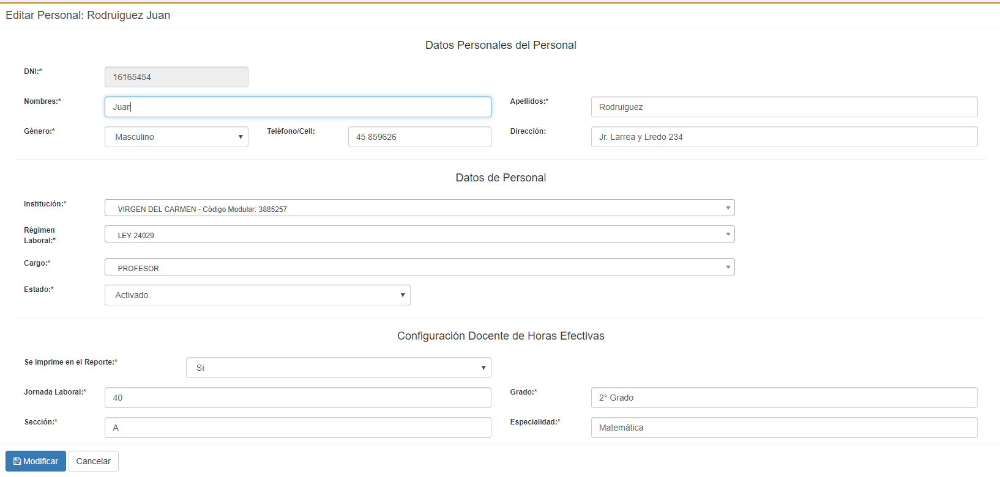 Editar Personal: Rodruiguez Juan
Datos Personales del Personal
DNI:* 16165454
Nombres:* Juan Apellidos:* Rodruiguez
Género:* Masculino Teléfono/Cell: 45 859626 Dirección: Jr. Larrea y Lredo 234
Datos de Personal
Institución:* VIRGEN DEL CARMEN - Código Modular: 3885257
Régimen
Laboral:* LEY 24029
Cargo:* PROFESOR
Estado:* Activado
Configuración Docente de Horas Efectivas
Se imprime en el Reporte:* Si
Jornada Laboral:* 40 Grado:* 2° Grado
Sección:* A Especialidad:* Matemática
Modificar Cancelar